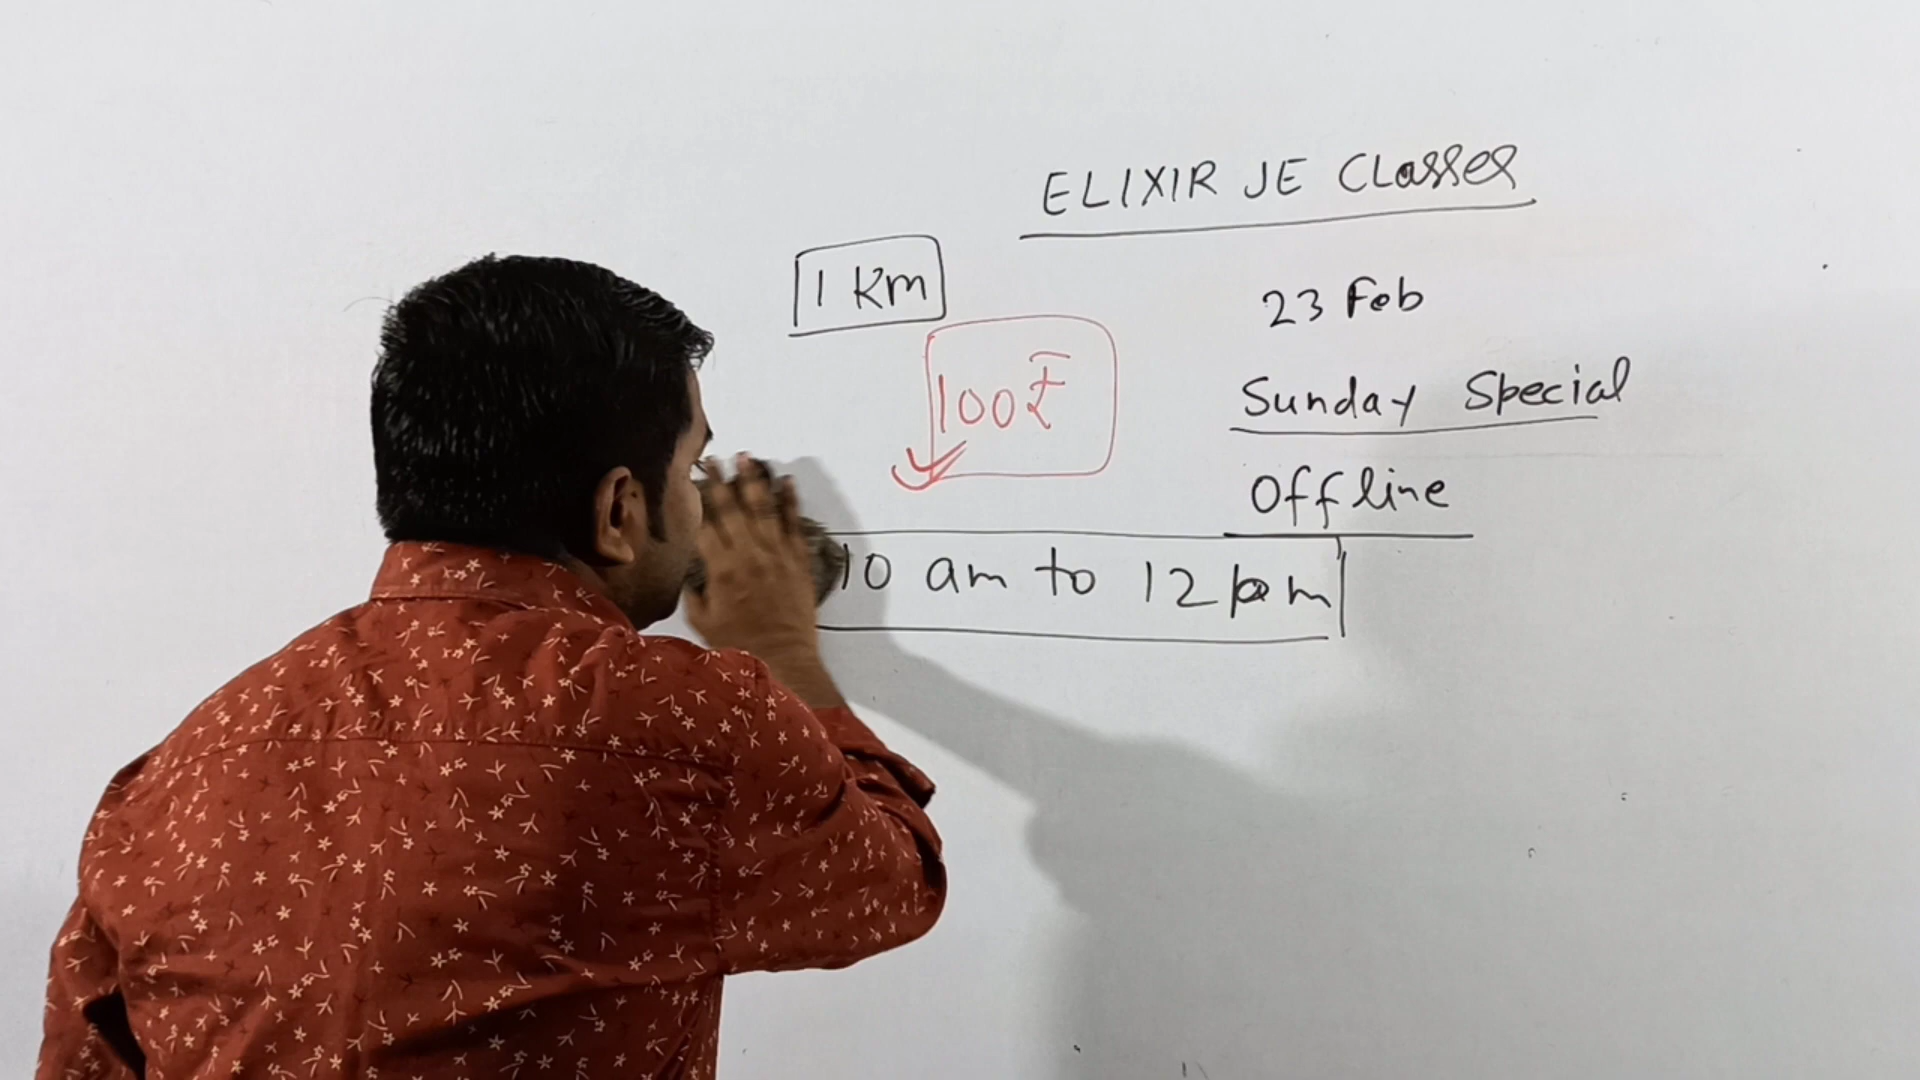 ELIXIR JE Classes
1 km
23 Feb
100₹
Sunday Special
Offline
10 am to 12 pm